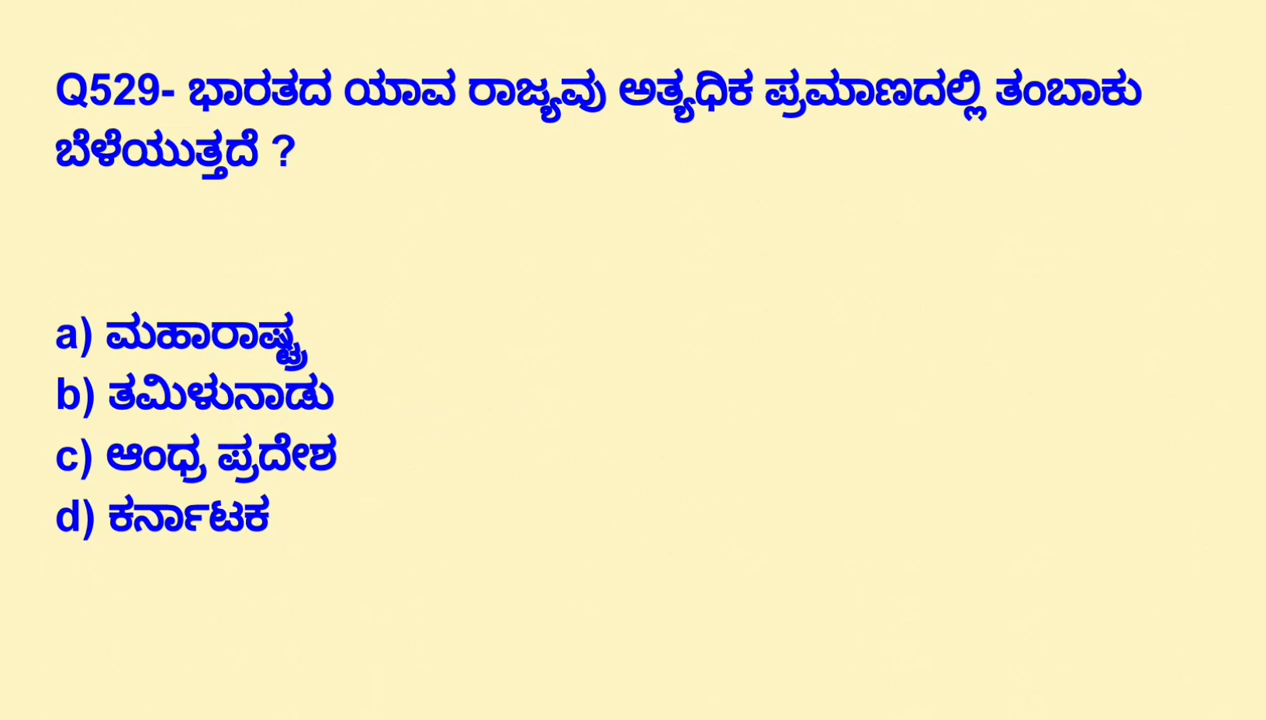 Q529- ಭಾರತದ ಯಾವ ರಾಜ್ಯವು ಅತ್ಯಧಿಕ ಪ್ರಮಾಣದಲ್ಲಿ ತಂಬಾಕು
ಬೆಳೆಯುತ್ತದೆ ?
a) ಮಹಾರಾಷ್ಟ್ರ
b) ತಮಿಳುನಾಡು
c) ಆಂಧ್ರ ಪ್ರದೇಶ
d) ಕರ್ನಾಟಕ